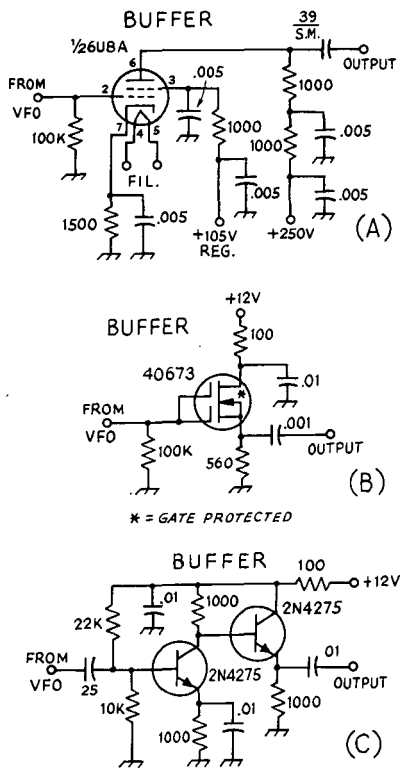 BUFFER
½6U8A
39
S.M.
OUTPUT
6
FROM
VFO
2
3
.005
1000
100K
7
4
5
1000
1000
.005
FIL.
.005
.005
1500
.005
+105V
REG.
+250V
(A)
BUFFER
+12V
100
40673
.01
*
FROM
VFO
.001
OUTPUT
100K
560
(B)
* = GATE PROTECTED
BUFFER
100
+12V
.01
1000
2N4275
22K
FROM
VFO
25
2N4275
.01
OUTPUT
10K
1000
.01
1000
(C)